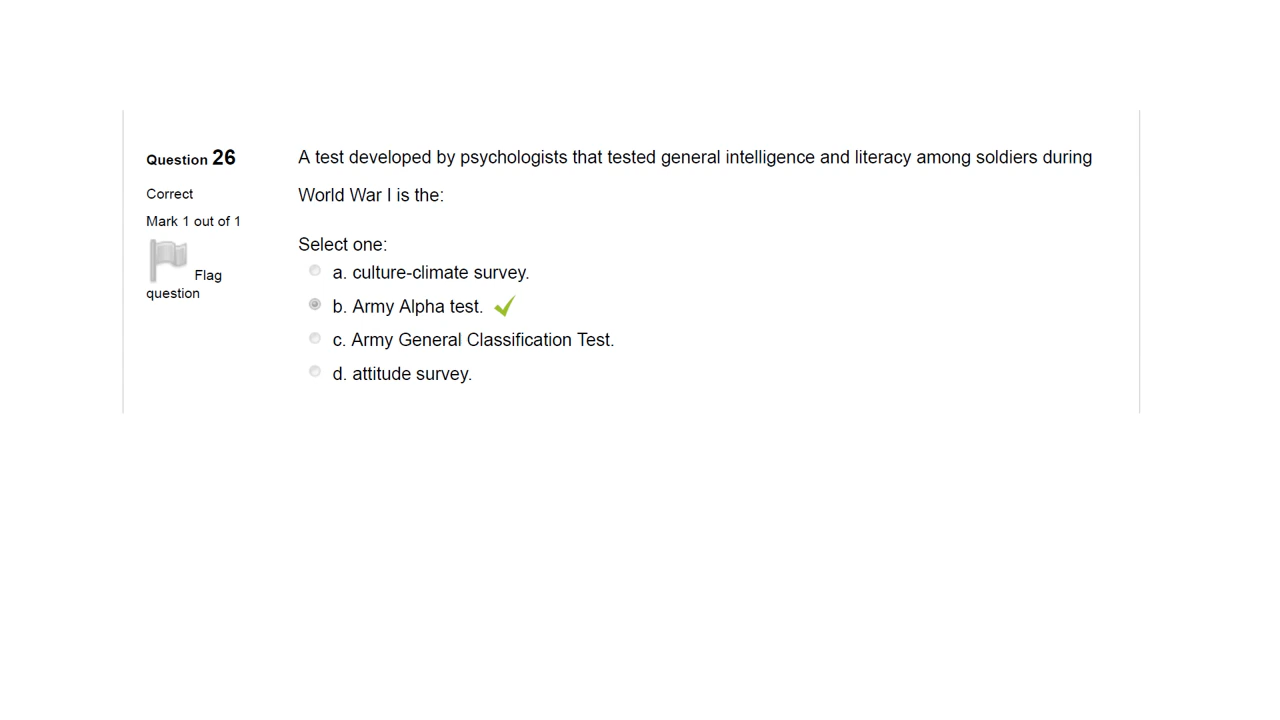 Question 26
Correct
Mark 1 out of 1
Flag
question
A test developed by psychologists that tested general intelligence and literacy among soldiers during
World War I is the:
Select one:
a. culture-climate survey.
b. Army Alpha test.
c. Army General Classification Test.
d. attitude survey.